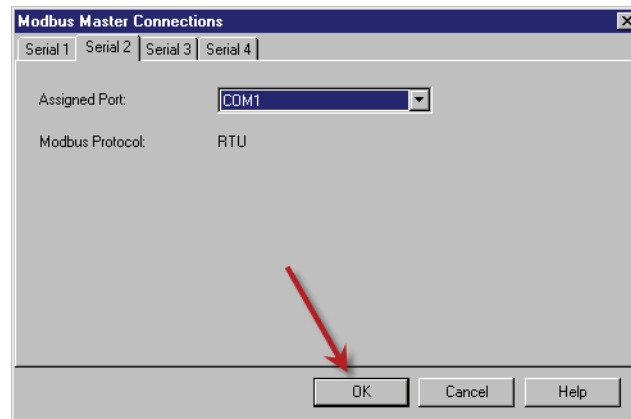 Modbus Master Connections
Serial 1 Serial 2 Serial 3 Serial 4
Assigned Port: COM1
Modbus Protocol: RTU
OK Cancel Help